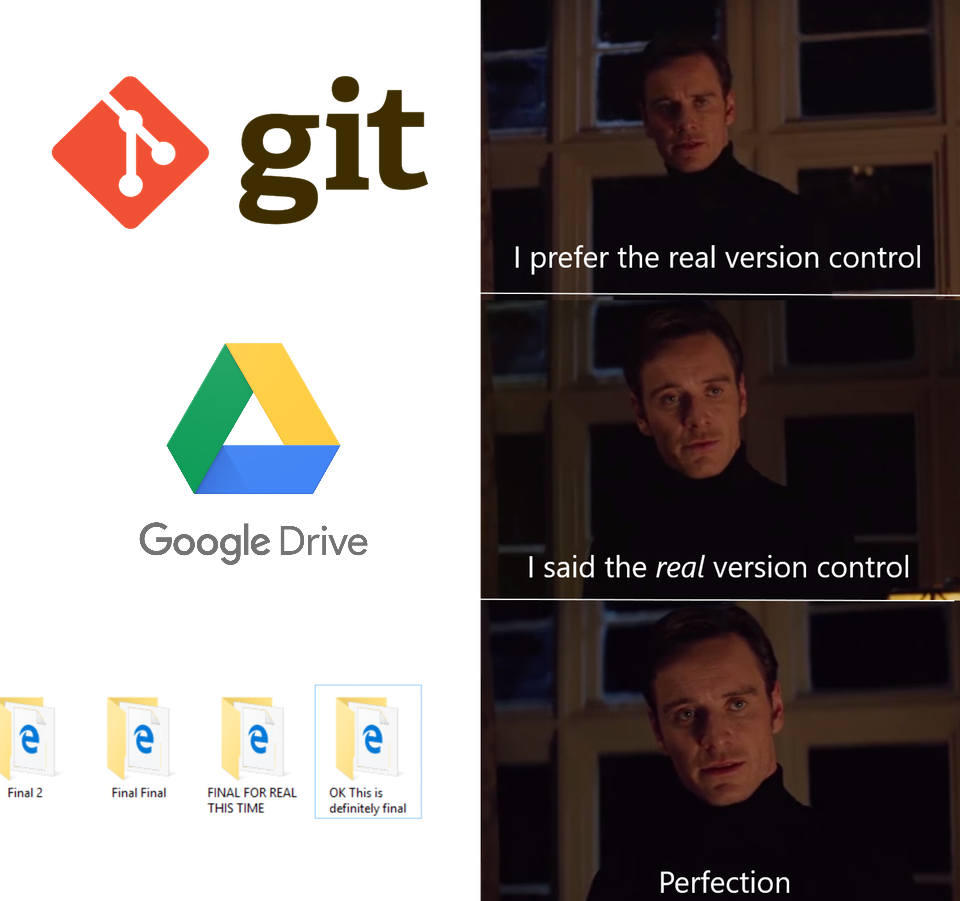 git
I prefer the real version control
Google Drive
I said the real version control
Final 2
Final Final
FINAL FOR REAL
THIS TIME
OK This is
definitely final
Perfection